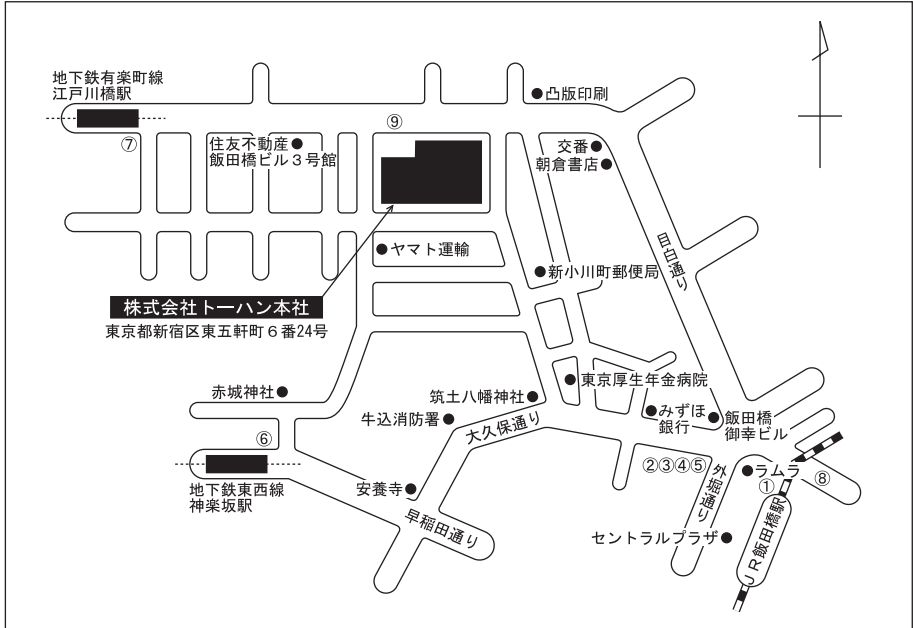 地下鉄有楽町線
江戸川橋駅
凸版印刷
⑨
⑦
住友不動産
飯田橋ビル３号館
交番
朝倉書店
目白通り
ヤマト運輸
新小川町郵便局
株式会社トーハン本社
東京都新宿区東五軒町６番24号
赤城神社
筑土八幡神社
東京厚生年金病院
牛込消防署
大久保通り
みずほ
銀行
飯田橋
御幸ビル
⑥
地下鉄東西線
神楽坂駅
②③④⑤
外堀通り
ラムラ
①
⑧
安養寺
早稲田通り
セントラルプラザ
ＪＲ飯田橋駅